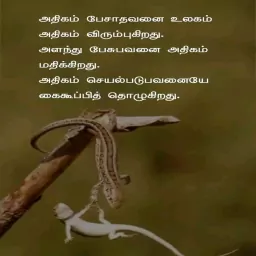 அதிகம் பேசாதவனை உலகம்
அதிகம் விரும்புகிறது.
அளந்து பேசுபவனை அதிகம்
மதிக்கிறது.
அதிகம் செயல்படுபவனையே
கைகூப்பித் தொழுகிறது.